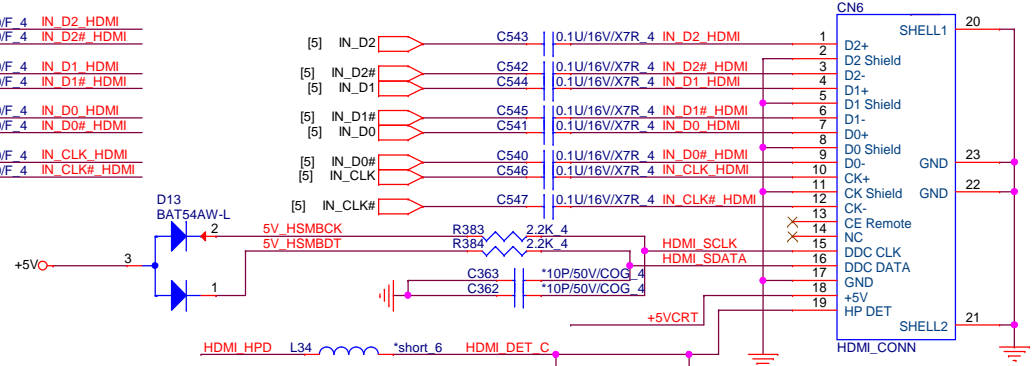 CN6
0/F_4 IN_D2_HDMI
0/F_4 IN_D2#_HDMI
0/F_4 IN_D1_HDMI
0/F_4 IN_D1#_HDMI
0/F_4 IN_D0_HDMI
0/F_4 IN_D0#_HDMI
0/F_4 IN_CLK_HDMI
0/F_4 IN_CLK#_HDMI
[5] IN_D2 C543 0.1U/16V/X7R_4 IN_D2_HDMI 1 D2+
SHELL1 20
2 D2 Shield
[5] IN_D2# C542 0.1U/16V/X7R_4 IN_D2#_HDMI 3 D2-
[5] IN_D1 C544 0.1U/16V/X7R_4 IN_D1_HDMI 4 D1+
5 D1 Shield
[5] IN_D1# C545 0.1U/16V/X7R_4 IN_D1#_HDMI 6 D1-
[5] IN_D0 C541 0.1U/16V/X7R_4 IN_D0_HDMI 7 D0+
8 D0 Shield
[5] IN_D0# C540 0.1U/16V/X7R_4 IN_D0#_HDMI 9 D0- GND 23
[5] IN_CLK C546 0.1U/16V/X7R_4 IN_CLK_HDMI 10 CK+
11 CK Shield GND 22
[5] IN_CLK# C547 0.1U/16V/X7R_4 IN_CLK#_HDMI 12 CK-
13 CE Remote
14 NC
D13
BAT54AW-L
2 5V_HSMBCK R383 2.2K_4 HDMI_SCLK 15 DDC CLK
5V_HSMBDT R384 2.2K_4 HDMI_SDATA 16 DDC DATA
+5V 3
1
C363 *10P/50V/COG_4 17 GND
C362 *10P/50V/COG_4 18 +5V
19 HP DET
+5VCRT
SHELL2 21
HDMI_HPD L34 *short_6 HDMI_DET_C
HDMI_CONN